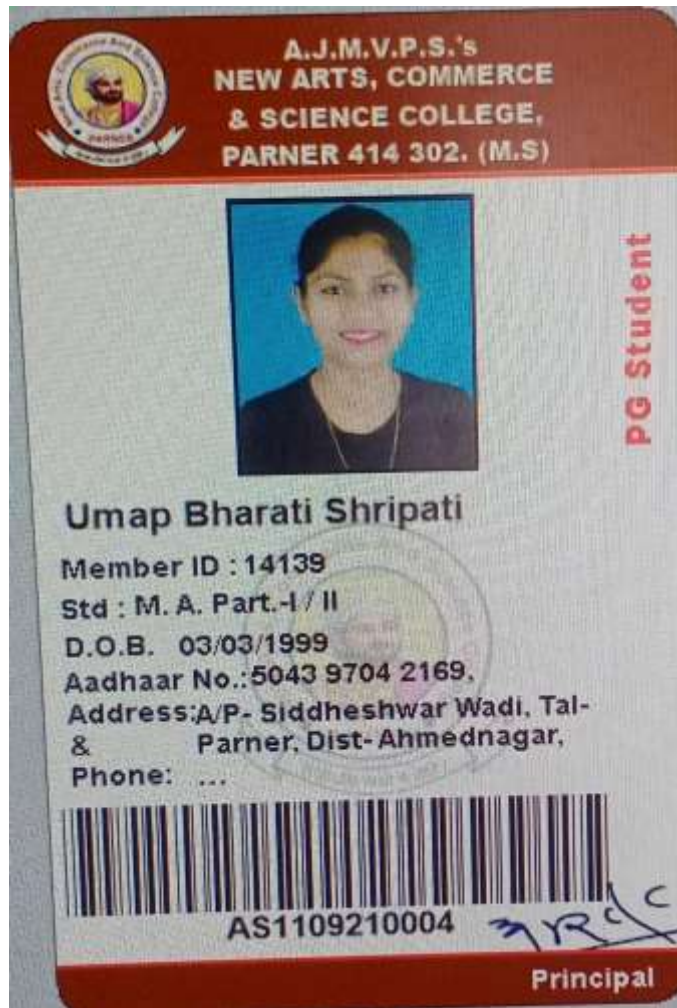 A.J.M.V.P.S.'s
NEW ARTS, COMMERCE
& SCIENCE COLLEGE,
PARNER 414 302. (M.S)
PARNER
PG Student
Umap Bharati Shripati
Member ID : 14139
Std : M. A. Part.-I / II
D.O.B. 03/03/1999
Aadhaar No.:5043 9704 2169,
Address:A/P- Siddheshwar Wadi, Tal-
& Parner, Dist-Ahmednagar,
Phone: ...
AS1109210004
Principal